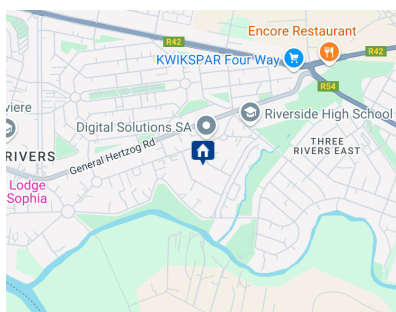 Encore Restaurant
R42
R42
KWIKSPAR Four Way
R54
viere
Riverside High School
Digital Solutions SA
General Hertzog Rd
THREE
RIVERS EAST
RIVERS
Lodge
Sophia